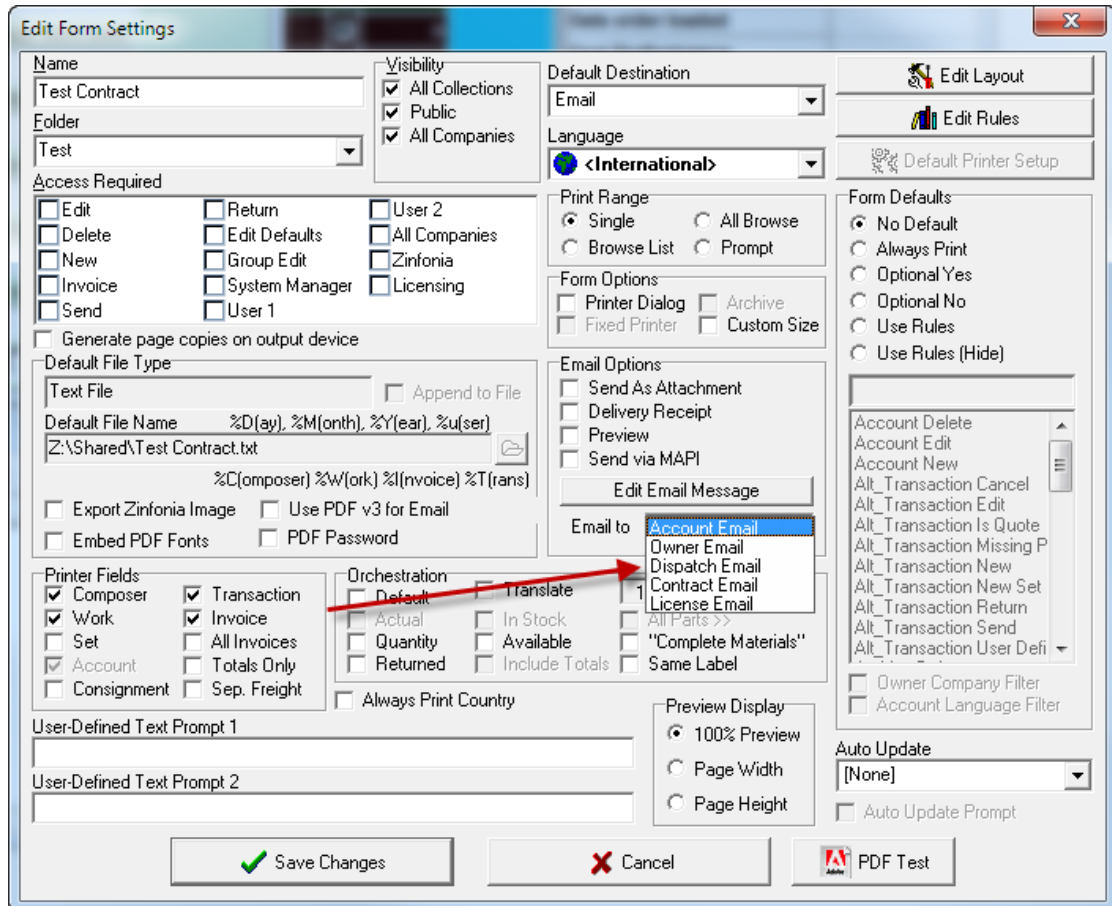 Edit Form Settings
Name
Test Contract
Folder
Test
Visibility
All Collections
Public
All Companies
Default Destination
Email
Language
<International>
Edit Layout
Edit Rules
Default Printer Setup
Access Required
Edit
Return
User 2
Delete
Edit Defaults
All Companies
New
Group Edit
Zinfonia
Invoice
System Manager
Licensing
Send
User 1
Generate page copies on output device
Print Range
Single
All Browse
Browse List
Prompt
Form Options
Printer Dialog
Archive
Fixed Printer
Custom Size
Form Defaults
No Default
Always Print
Optional Yes
Optional No
Use Rules
Use Rules (Hide)
Default File Type
Text File
Append to File
Default File Name
%D(ay), %M(onth), %Y(ear), %u(ser)
Z:\Shared\Test Contract.txt
%C(omposer) %W(ork) %I(nvoice) %T(rans)
Export Zinfonia Image
Use PDF v3 for Email
Embed PDF Fonts
PDF Password
Email Options
Send As Attachment
Delivery Receipt
Preview
Send via MAPI
Edit Email Message
Email to
Account Email
Owner Email
Dispatch Email
Contract Email
License Email
Account Delete
Account Edit
Account New
Alt_Transaction Cancel
Alt_Transaction Edit
Alt_Transaction Is Quote
Alt_Transaction Missing P
Alt_Transaction New
Alt_Transaction New Set
Alt_Transaction Return
Alt_Transaction Send
Alt_Transaction User Defi
Owner Company Filter
Account Language Filter
Printer Fields
Composer
Transaction
Work
Invoice
Set
All Invoices
Account
Totals Only
Consignment
Sep. Freight
Orchestration
Default
Translate
1
Actual
In Stock
All Parts >>
Quantity
Available
"Complete Materials"
Returned
Include Totals
Same Label
Always Print Country
User-Defined Text Prompt 1
User-Defined Text Prompt 2
Preview Display
100% Preview
Page Width
Page Height
Auto Update
[None]
Auto Update Prompt
Save Changes
Cancel
PDF Test